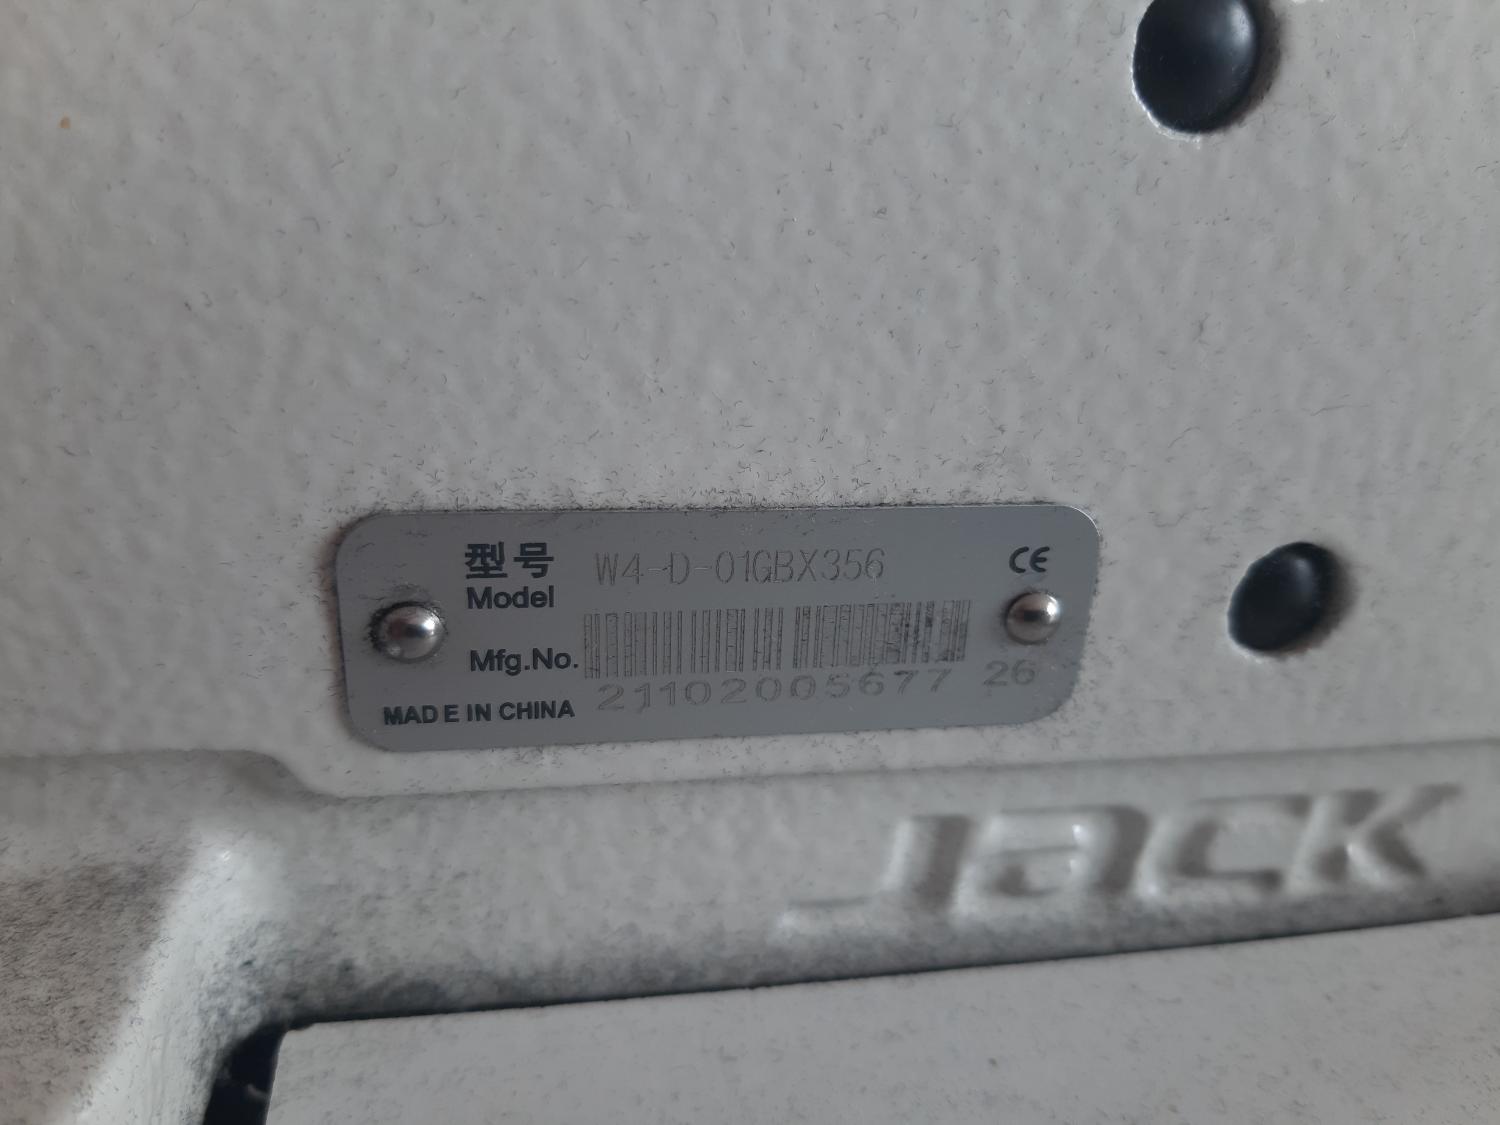 型号 W4-D-01GBX356 CE
Model
Mfg.No.
21102005677 26
MADE IN CHINA
JACK